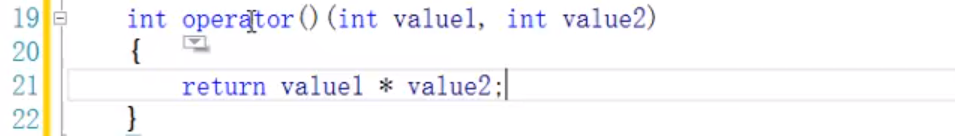 19 int operator()(int value1, int value2)
20 {
21 return value1 * value2;
22 }